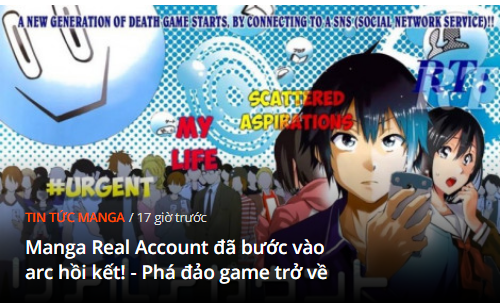 A NEW GENERATION OF DEATH GAME STARTS, BY CONNECTING TO A SNS (SOCIAL NETWORK SERVICE)!!
RT:
SCATTERED
ASPIRATIONS
MY
LIFE
#URGENT
TIN TỨC MANGA / 17 giờ trước
Manga Real Account đã bước vào
arc hồi kết! - Phá đảo game trở về